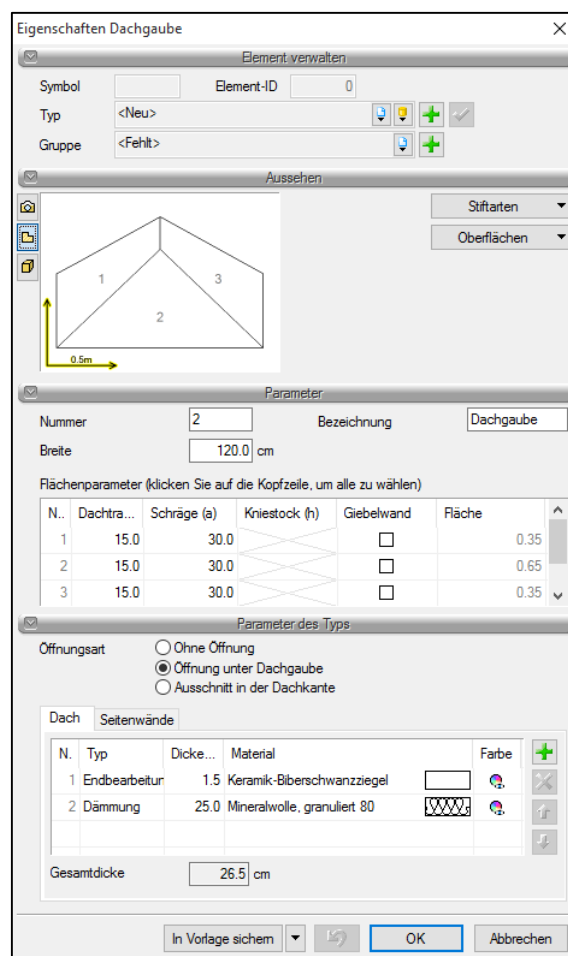 Eigenschaften Dachgaube
Element verwalten
Symbol Element-ID 0
Typ <Neu>
Gruppe <Fehlt>
Aussehen
Stiftarten
Oberflächen
1 3
2
0.5m
Parameter
Nummer 2 Bezeichnung Dachgaube
Breite 120.0 cm
Flächenparameter (klicken Sie auf die Kopfzeile, um alle zu wählen)
N.. Dachtra... Schräge (a) Kniestock (h) Giebelwand Fläche
1 15.0 30.0 0.35
2 15.0 30.0 0.65
3 15.0 30.0 0.35
Parameter des Typs
Öffnungsart Ohne Öffnung
Öffnung unter Dachgaube
Ausschnitt in der Dachkante
Dach Seitenwände
N. Typ Dicke... Material Farbe
1 Endbearbeitur 1.5 Keramik-Biberschwanzziegel
2 Dämmung 25.0 Mineralwolle, granuliert 80
Gesamtdicke 26.5 cm
In Vorlage sichern OK Abbrechen